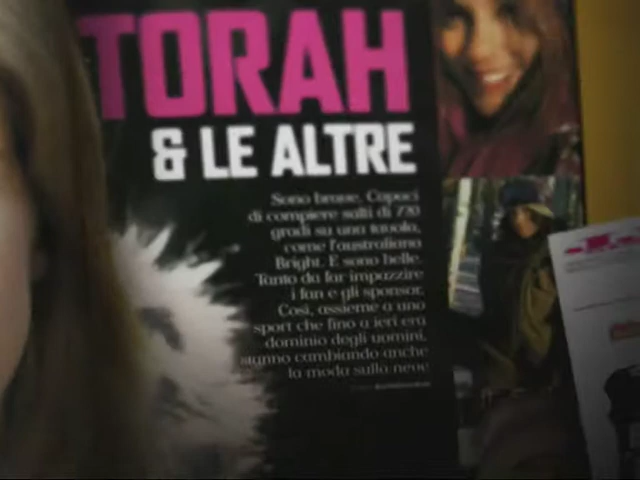 TORAH
& LE ALTRE
Sono brave. Capaci
di compiere salti di 720
gradi su una tavola,
come l'australiana
Bright. E sono belle.
Tanto da far impazzire
i fan e gli sponsor.
Così, assieme a uno
sport che fino a ieri era
dominio degli uomini,
stanno cambiando anche
la moda sulla neve